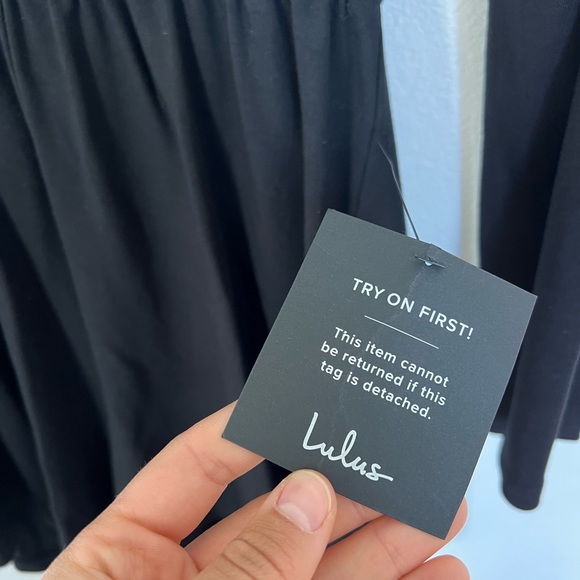 TRY ON FIRST!
This item cannot
be returned if this
tag is detached.
Lulus